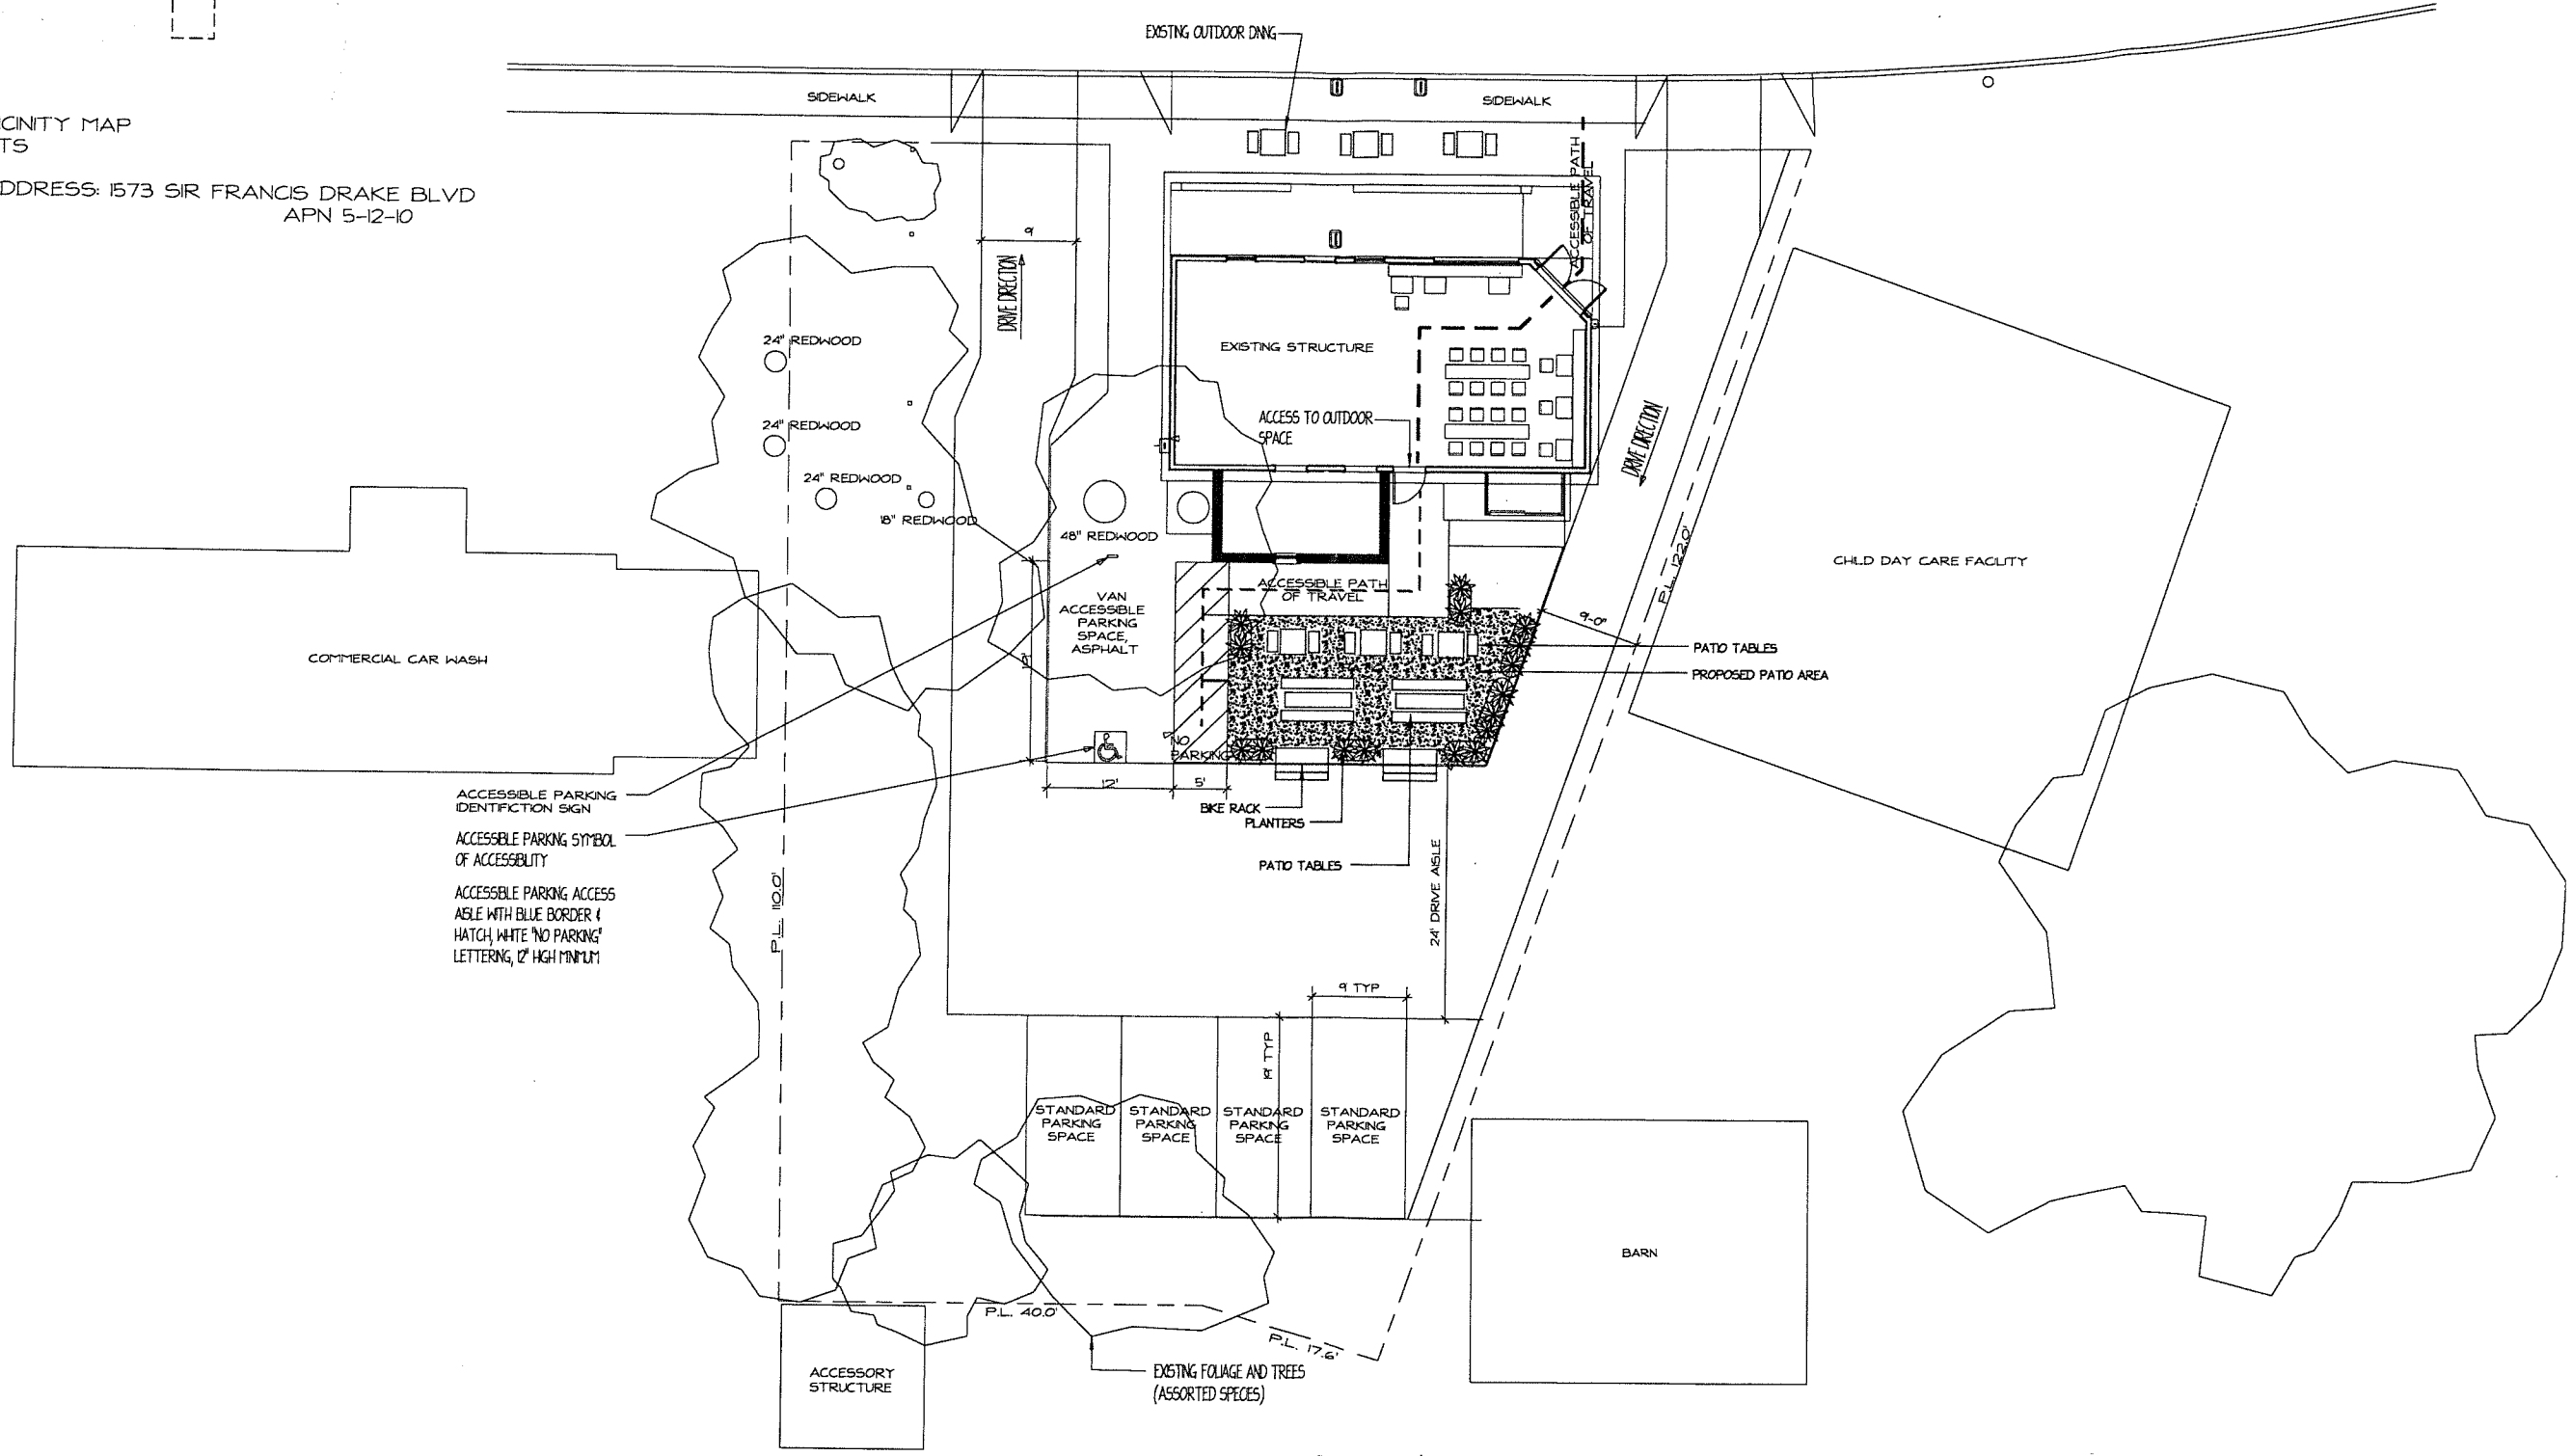 EXISTING OUTDOOR DINING
SIDEWALK
SIDEWALK
CINITY MAP
TS
DDRESS: 1573 SIR FRANCIS DRAKE BLVD
APN 5-12-10
ACCESSIBLE PATH
OF TRAVEL
9'
DRIVE DIRECTION
24" REDWOOD
EXISTING STRUCTURE
24" REDWOOD
ACCESS TO OUTDOOR
SPACE
DRIVE DIRECTION
24" REDWOOD
18" REDWOOD
48" REDWOOD
P.L. 122.0'
CHILD DAY CARE FACILITY
ACCESSIBLE PATH
OF TRAVEL
VAN
ACCESSIBLE
PARKING
SPACE,
ASPHALT
9'-0"
COMMERCIAL CAR WASH
PATIO TABLES
PROPOSED PATIO AREA
NO
PARKING
12'
5'
ACCESSIBLE PARKING
IDENTIFICTION SIGN
BIKE RACK
PLANTERS
ACCESSIBLE PARKING SYMBOL
OF ACCESSIBILITY
PATIO TABLES
24' DRIVE AISLE
ACCESSIBLE PARKING ACCESS
AISLE WITH BLUE BORDER &
HATCH, WHITE "NO PARKING"
LETTERING, 12" HIGH MINIMUM
P.L. 110.0'
9' TYP
19' TYP
STANDARD
PARKING
SPACE
STANDARD
PARKING
SPACE
STANDARD
PARKING
SPACE
STANDARD
PARKING
SPACE
BARN
P.L. 40.0'
P.L. 17.6'
ACCESSORY
STRUCTURE
EXISTING FOLIAGE AND TREES
(ASSORTED SPECIES)